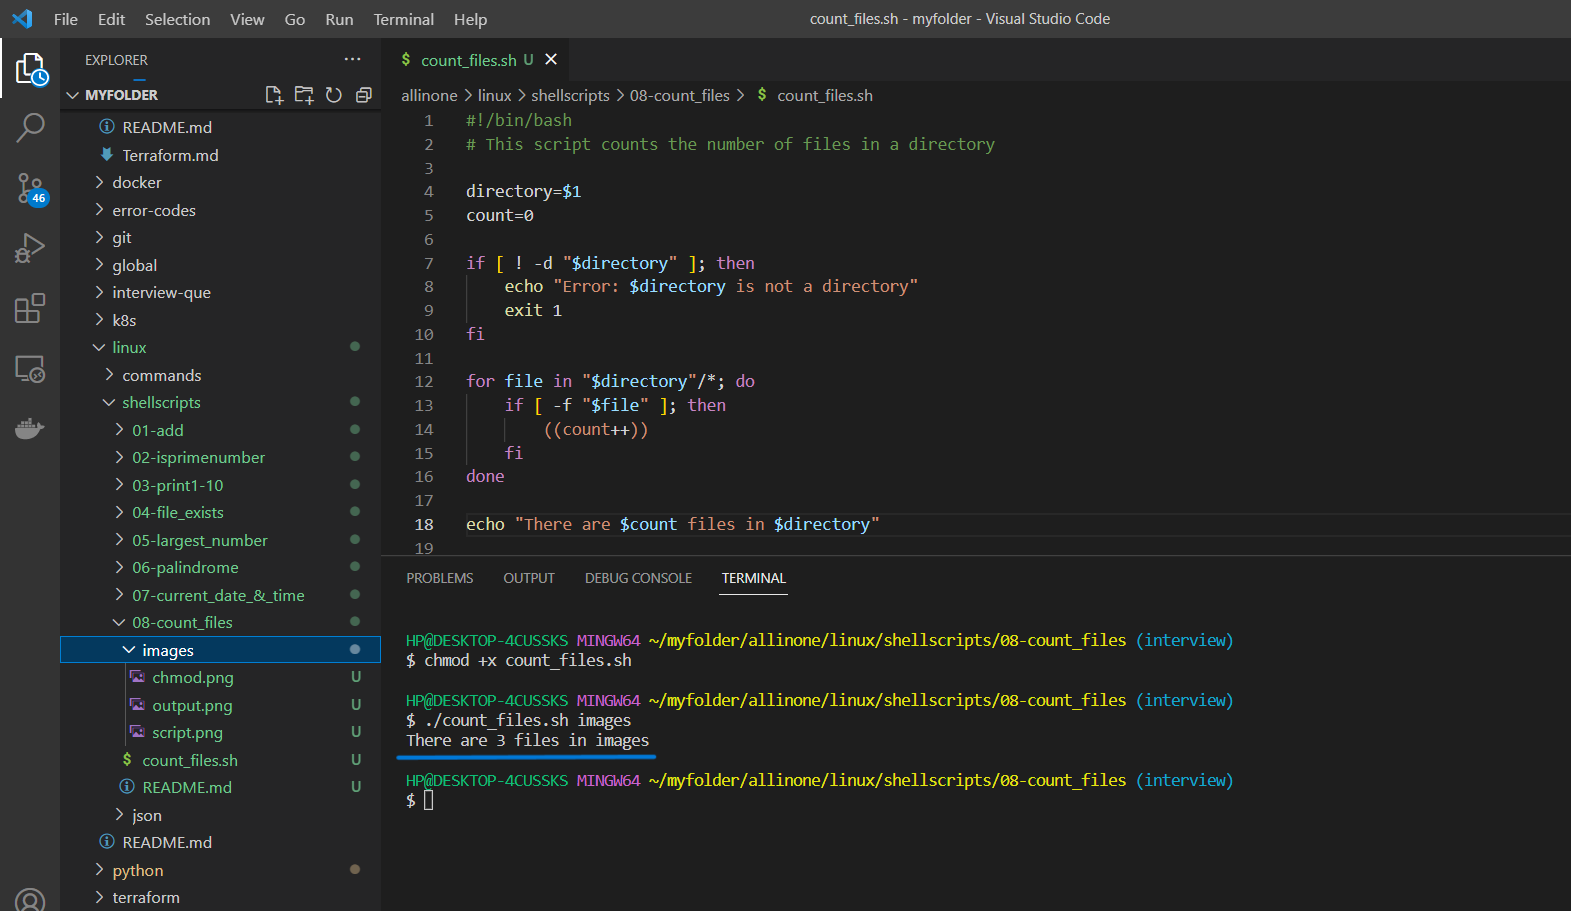 File Edit Selection View Go Run Terminal Help
count_files.sh - myfolder - Visual Studio Code
EXPLORER
MYFOLDER
README.md
Terraform.md
docker
error-codes
git
global
interview-que
k8s
linux
commands
shellscripts
01-add
02-isprimenumber
03-print1-10
04-file_exists
05-largest_number
06-palindrome
07-current_date_&_time
08-count_files
images
chmod.png U
output.png U
script.png U
$ count_files.sh U
README.md U
json
README.md
python
terraform
46
$ count_files.sh U
allinone > linux > shellscripts > 08-count_files > $ count_files.sh
1 #!/bin/bash
2 # This script counts the number of files in a directory
3
4 directory=$1
5 count=0
6
7 if [ ! -d "$directory" ]; then
8 echo "Error: $directory is not a directory"
9 exit 1
10 fi
11
12 for file in "$directory"/*; do
13 if [ -f "$file" ]; then
14 ((count++))
15 fi
16 done
17
18 echo "There are $count files in $directory"
19
PROBLEMS OUTPUT DEBUG CONSOLE TERMINAL
HP@DESKTOP-4CUSSKS MINGW64 ~/myfolder/allinone/linux/shellscripts/08-count_files (interview)
$ chmod +x count_files.sh
HP@DESKTOP-4CUSSKS MINGW64 ~/myfolder/allinone/linux/shellscripts/08-count_files (interview)
$ ./count_files.sh images
There are 3 files in images
HP@DESKTOP-4CUSSKS MINGW64 ~/myfolder/allinone/linux/shellscripts/08-count_files (interview)
$